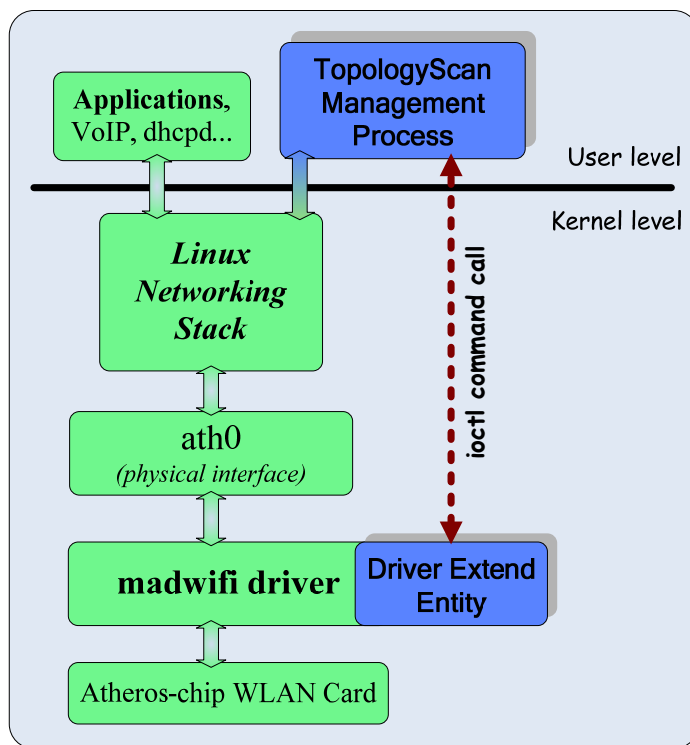 Applications,
VoIP, dhcpd...
TopologyScan
Management
Process
User level
Kernel level
Linux
Networking
Stack
ioctl command call
ath0
(physical interface)
madwifi driver
Driver Extend
Entity
Atheros-chip WLAN Card